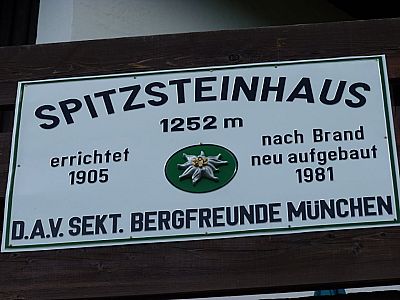 SPITZSTEINHAUS
1252 m
errichtet
1905
nach Brand
neu aufgebaut
1981
D.A.V. SEKT. BERGFREUNDE MÜNCHEN